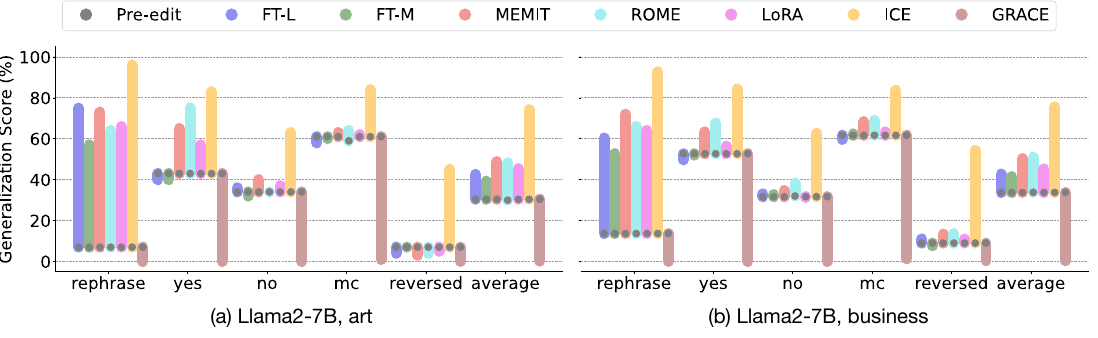 Pre-edit FT-L FT-M MEMIT ROME LoRA ICE GRACE
Generalization Score (%)
100
80
60
40
20
0
rephrase yes no mc reversed average
rephrase yes no mc reversed average
(a) Llama2-7B, art
(b) Llama2-7B, business